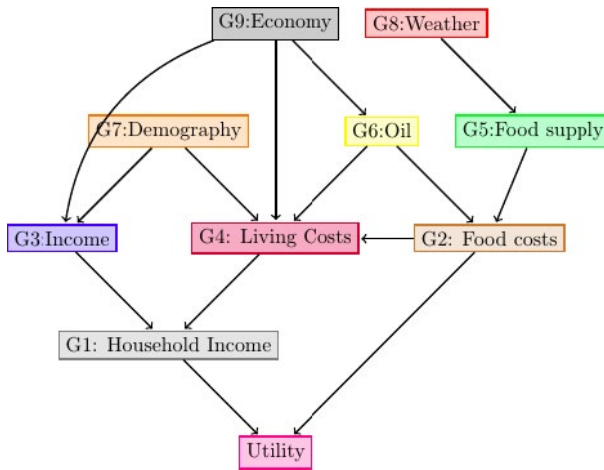 G9:Economy
G8:Weather
G7:Demography
G6:Oil
G5:Food supply
G3:Income
G4: Living Costs
G2: Food costs
G1: Household Income
Utility